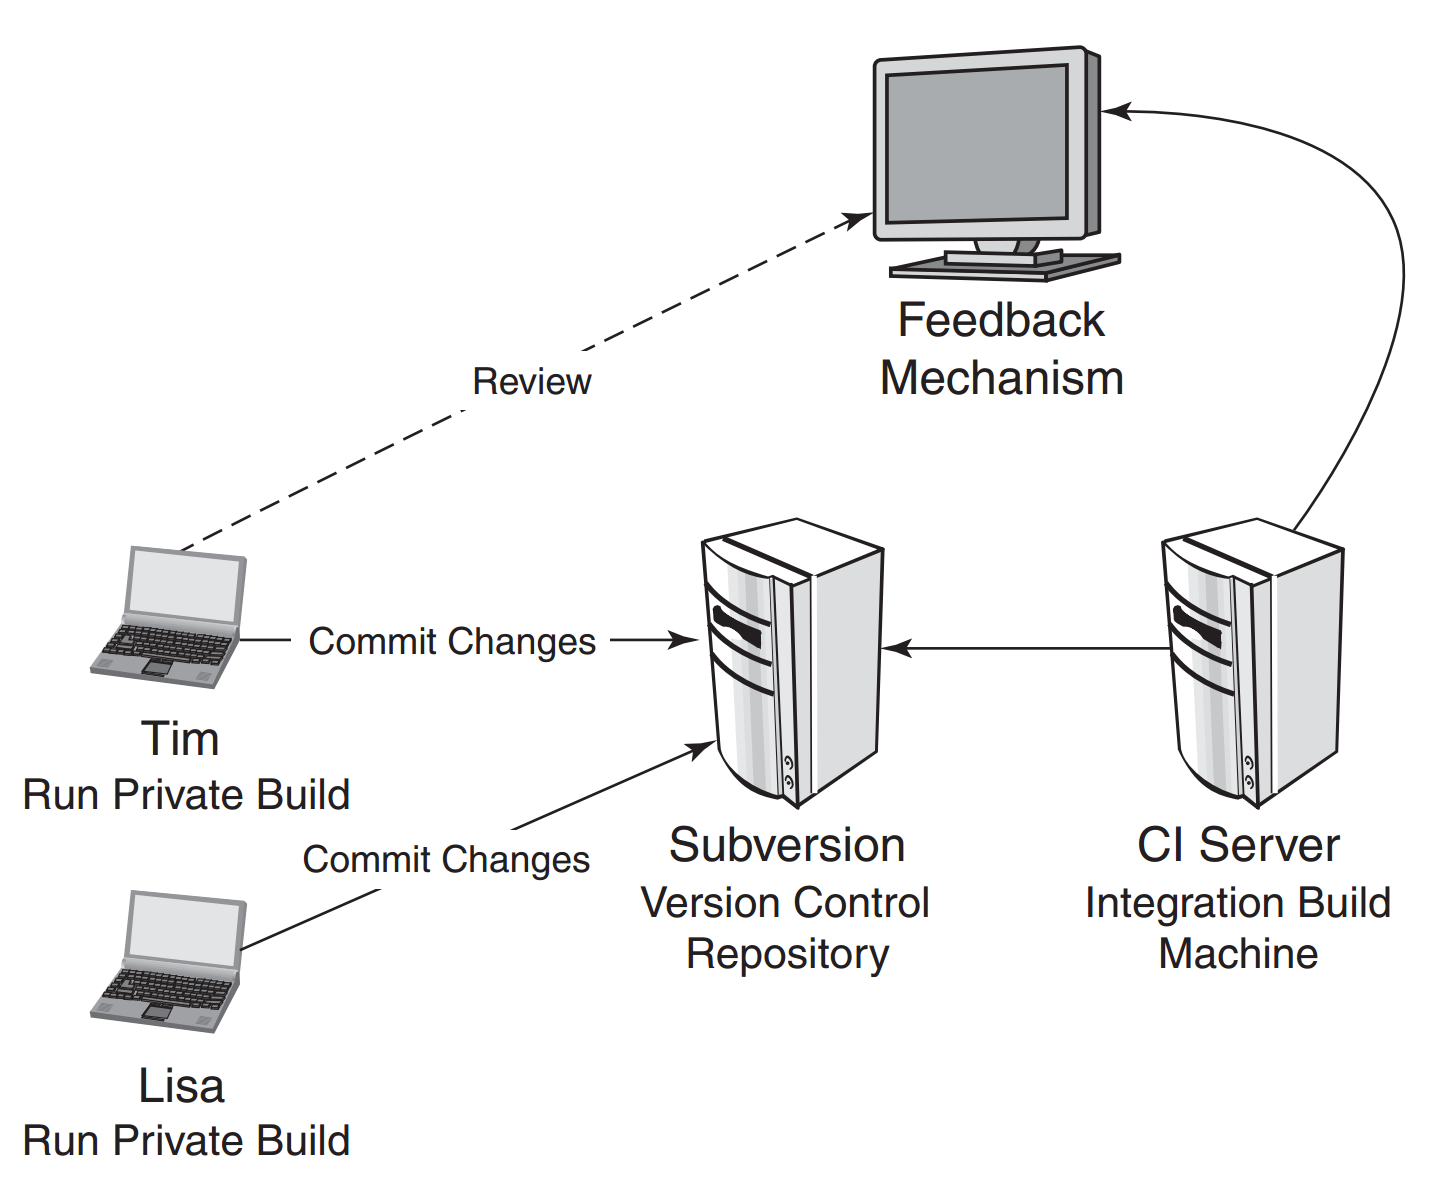 Feedback
Mechanism
Review
Commit Changes
Tim
Run Private Build
Commit Changes
Subversion
Version Control
Repository
CI Server
Integration Build
Machine
Lisa
Run Private Build